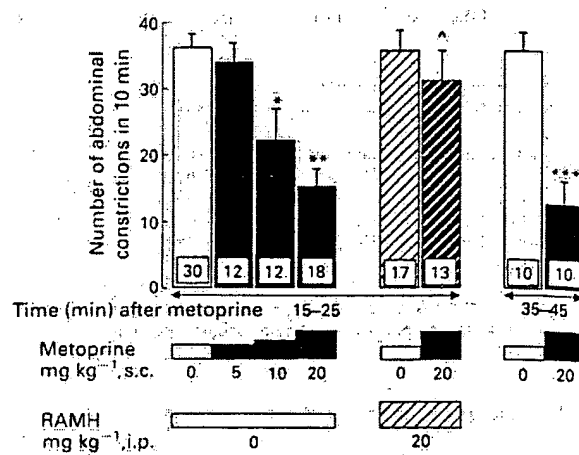 Number of abdominal
constrictions in 10 min
40
30
20
10
0
*
**
^
***
30 12 12 18 17 13 10 10
Time (min) after metoprine 15–25 35–45
Metoprine
mg kg⁻¹, s.c. 0 5 10 20 0 20 0 20
RAMH
mg kg⁻¹, i.p. 0 20